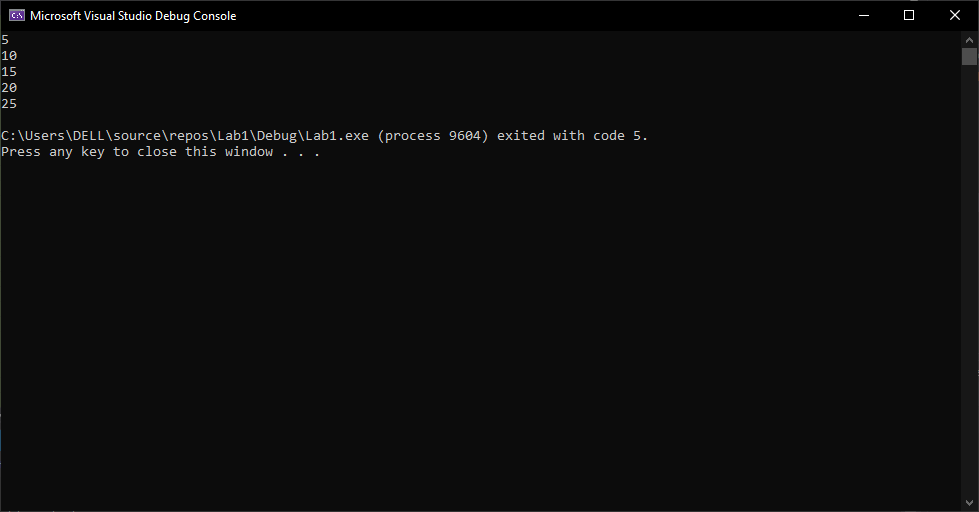 Microsoft Visual Studio Debug Console
5
10
15
20
25
C:\Users\DELL\source\repos\Lab1\Debug\Lab1.exe (process 9604) exited with code 5.
Press any key to close this window . . .